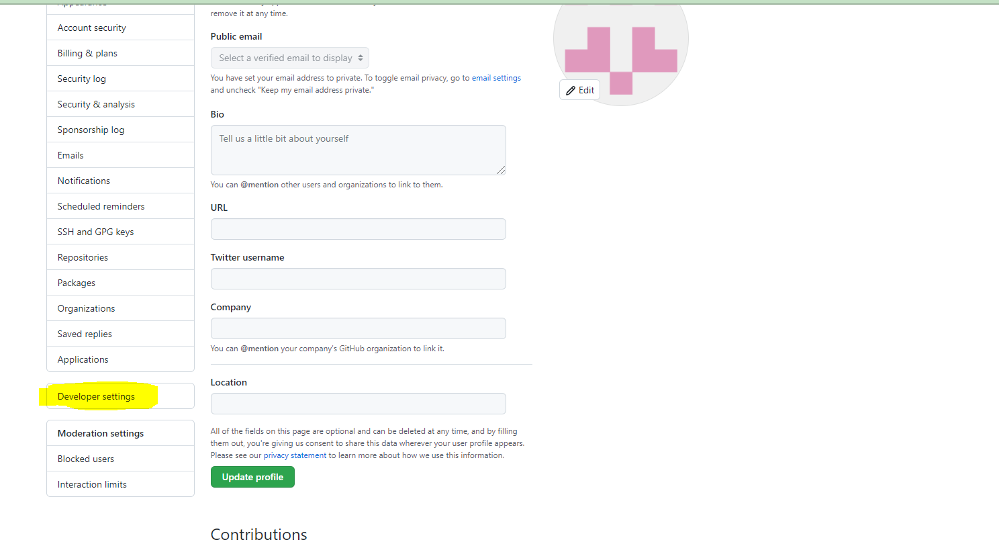 Appearance
Account security
Billing & plans
Security log
Security & analysis
Sponsorship log
Emails
Notifications
Scheduled reminders
SSH and GPG keys
Repositories
Packages
Organizations
Saved replies
Applications
Developer settings
Moderation settings
Blocked users
Interaction limits
remove it at any time.
Public email
Select a verified email to display
You have set your email address to private. To toggle email privacy, go to email settings
and uncheck "Keep my email address private."
Bio
Tell us a little bit about yourself
You can @mention other users and organizations to link to them.
URL
Twitter username
Company
You can @mention your company's GitHub organization to link it.
Location
All of the fields on this page are optional and can be deleted at any time, and by filling
them out, you're giving us consent to share this data wherever your user profile appears.
Please see our privacy statement to learn more about how we use this information.
Update profile
Contributions
Edit